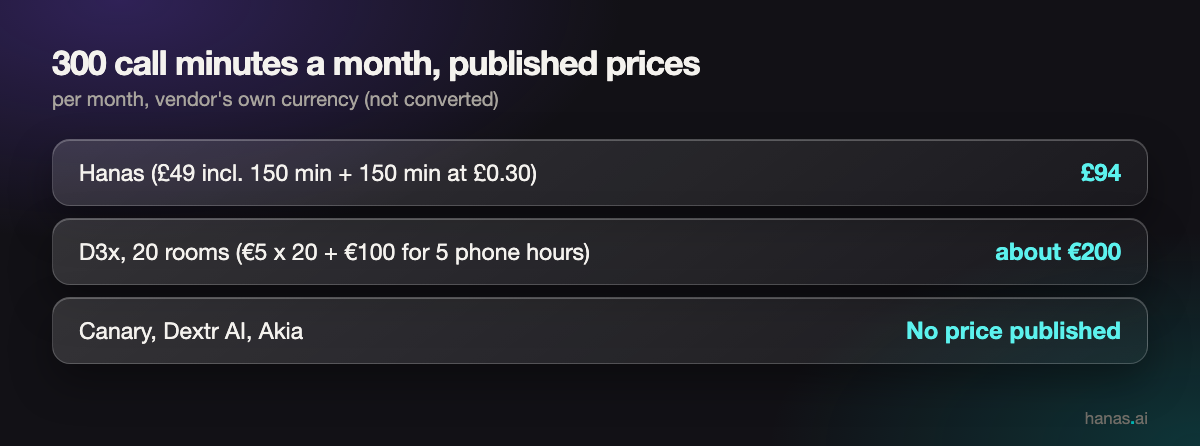 300 call minutes a month, published prices
per month, vendor's own currency (not converted)
Hanas (£49 incl. 150 min + 150 min at £0.30)
£94
D3x, 20 rooms (€5 x 20 + €100 for 5 phone hours)
about €200
Canary, Dextr AI, Akia
No price published
hanas.ai